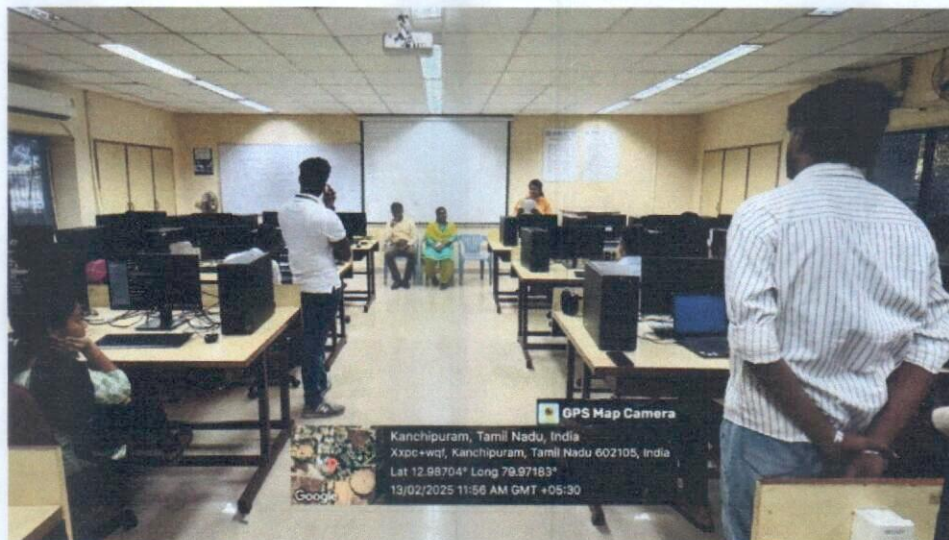 GPS Map Camera
Kanchipuram, Tamil Nadu, India
Xxpc+wqf, Kanchipuram, Tamil Nadu 602105, India
Lat 12.98704° Long 79.97183°
13/02/2025 11:56 AM GMT +05:30
Google